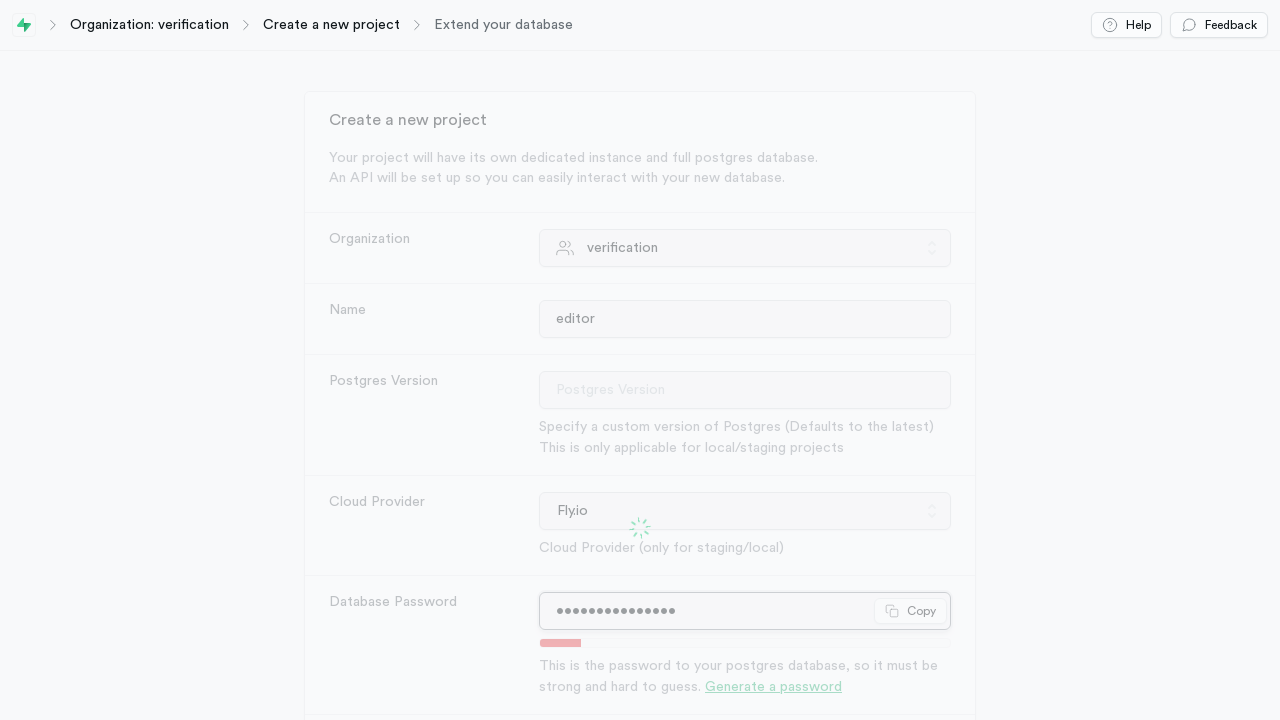 Organization: verification
Create a new project
Extend your database
Help
Feedback
Create a new project
Your project will have its own dedicated instance and full postgres database.
An API will be set up so you can easily interact with your new database.
Organization
verification
Name
editor
Postgres Version
Postgres Version
Specify a custom version of Postgres (Defaults to the latest)
This is only applicable for local/staging projects
Cloud Provider
Fly.io
Cloud Provider (only for staging/local)
Database Password
•••••••••••••••
Copy
This is the password to your postgres database, so it must be
strong and hard to guess. Generate a password